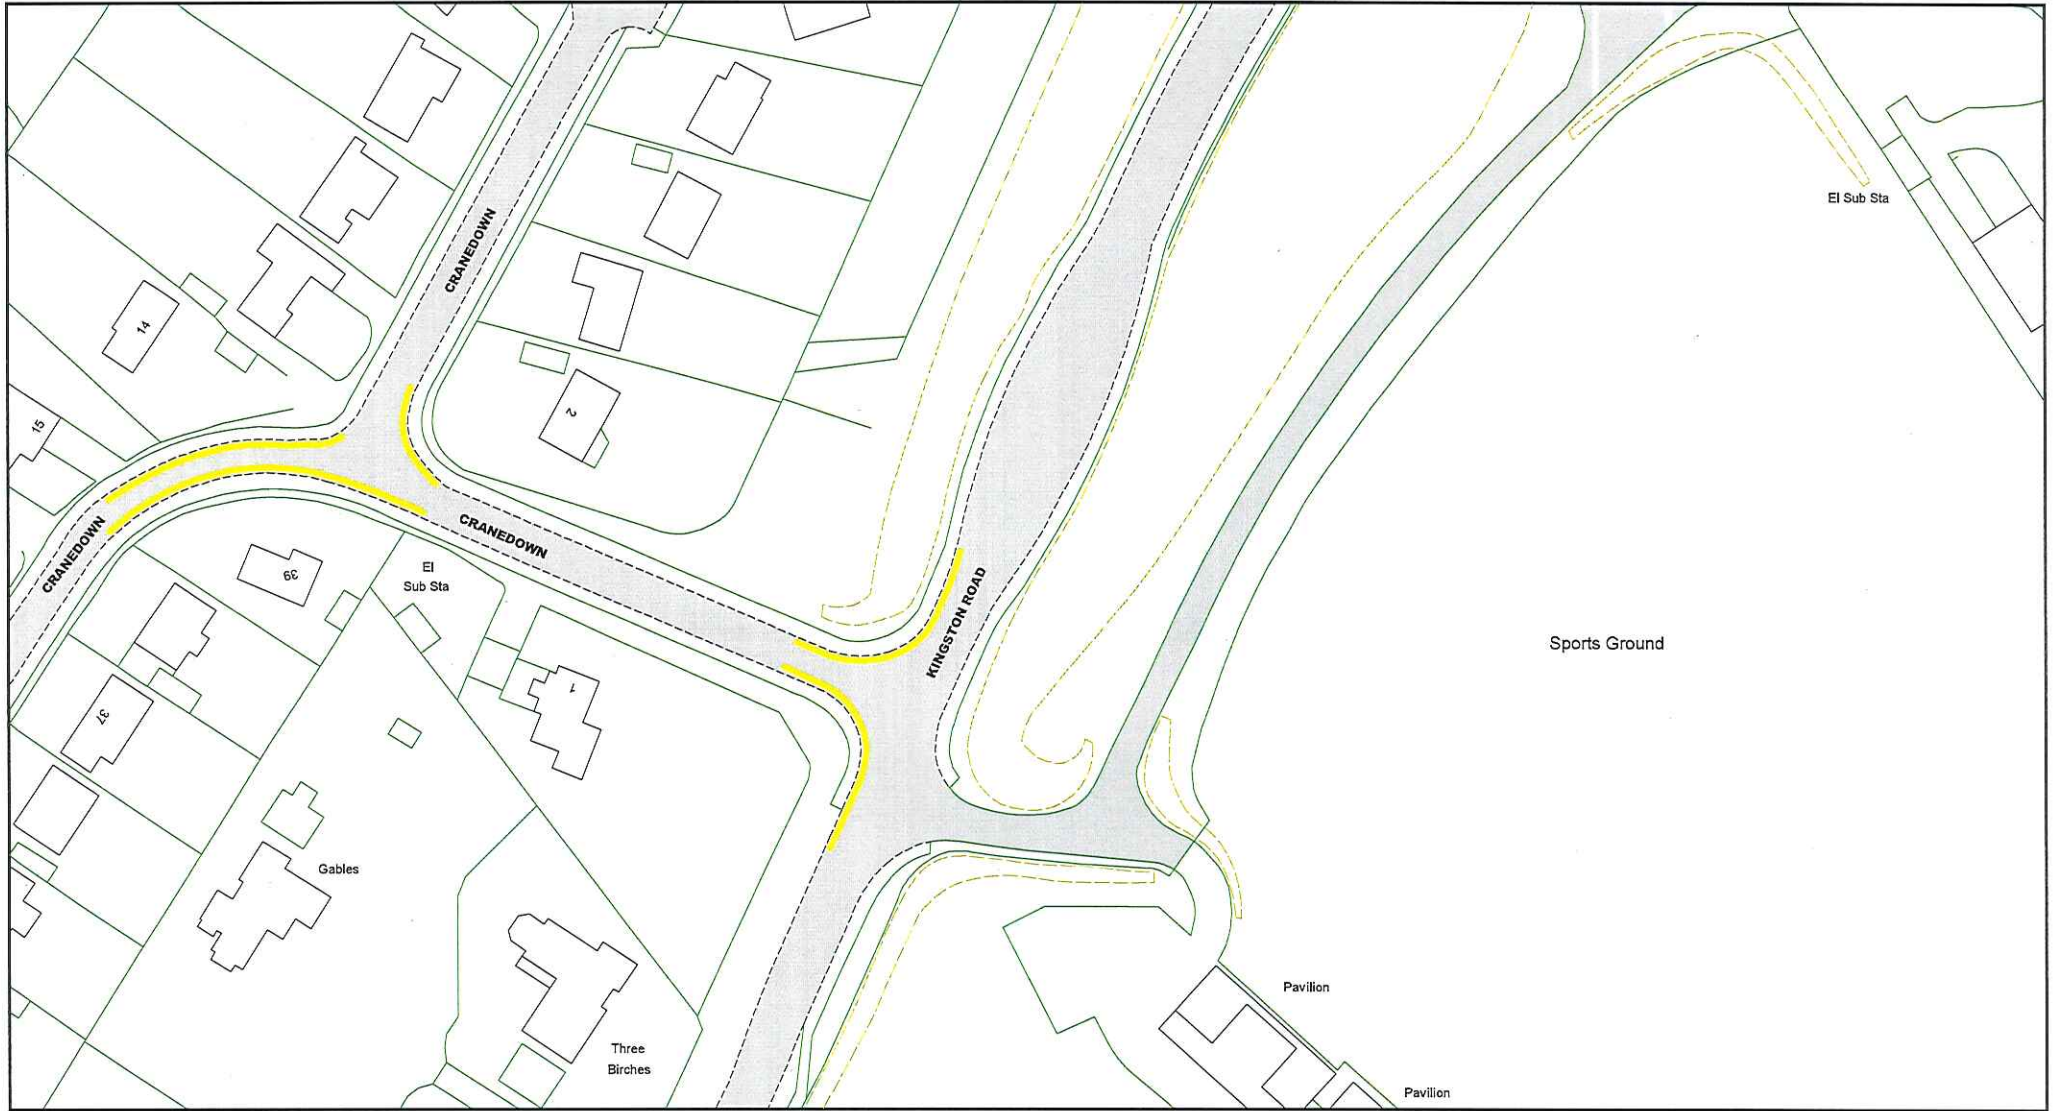 El Sub Sta
CRANEDOWN
14
2
15
CRANEDOWN
CRANEDOWN
El
Sub Sta
39
KINGSTON ROAD
Sports Ground
1
37
Gables
Pavilion
Three
Birches
Pavilion